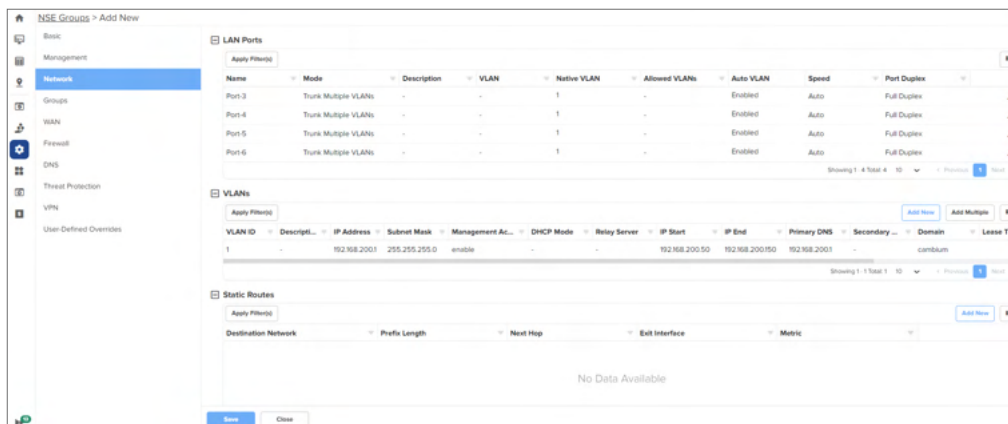 NSE Groups > Add New
Basic
Management
Network
Groups
WAN
Firewall
DNS
Threat Protection
VPN
User-Defined Overrides
LAN Ports
Apply Filter(s)
Name Mode Description VLAN Native VLAN Allowed VLANs Auto VLAN Speed Port Duplex
Port-3 Trunk Multiple VLANs - - 1 - Enabled Auto Full Duplex
Port-4 Trunk Multiple VLANs - - 1 - Enabled Auto Full Duplex
Port-5 Trunk Multiple VLANs - - 1 - Enabled Auto Full Duplex
Port-6 Trunk Multiple VLANs - - 1 - Enabled Auto Full Duplex
Showing 1 - 4 Total: 4 10 < Previous 1 Next
VLANs
Apply Filter(s) Add New Add Multiple
VLAN ID Descripti... IP Address Subnet Mask Management Ac... DHCP Mode Relay Server IP Start IP End Primary DNS Secondary ... Domain Lease T
1 - 192.168.200.1 255.255.255.0 enable - - 192.168.200.50 192.168.200.150 192.168.200.1 - cambium
Showing 1 - 1 Total: 1 10 < Previous 1 Next
Static Routes
Apply Filter(s) Add New
Destination Network Prefix Length Next Hop Exit Interface Metric
No Data Available
Save Close